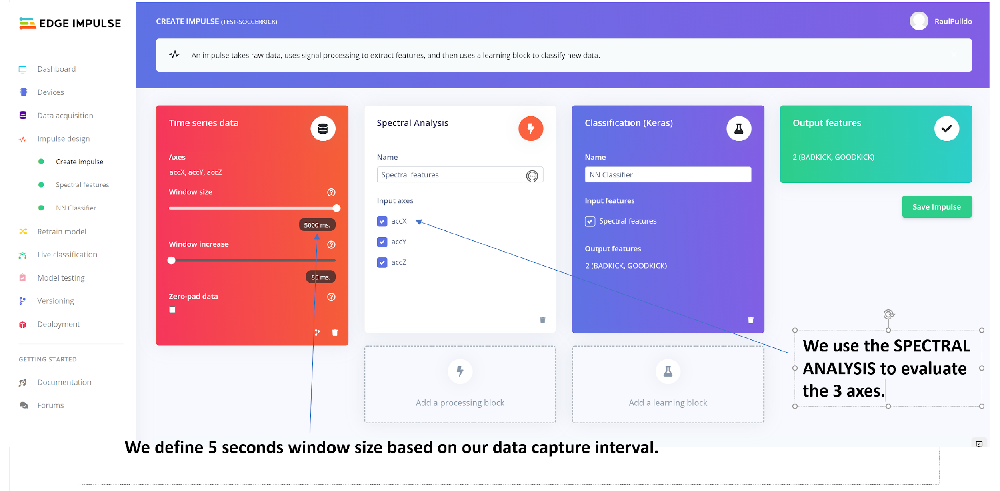 EDGE IMPULSE
Dashboard
Devices
Data acquisition
Impulse design
Create impulse
Spectral features
NN Classifier
Retrain model
Live classification
Model testing
Versioning
Deployment
GETTING STARTED
Documentation
Forums
CREATE IMPULSE (TEST-SOCCERKICK)
RaulPulido
An impulse takes raw data, uses signal processing to extract features, and then uses a learning block to classify new data.
Time series data
Axes
accX, accY, accZ
Window size
5000 ms.
Window increase
80 ms.
Zero-pad data
Spectral Analysis
Name
Spectral features
Input axes
accX
accY
accZ
Classification (Keras)
Name
NN Classifier
Input features
Spectral features
Output features
2 (BADKICK, GOODKICK)
Output features
2 (BADKICK, GOODKICK)
Save Impulse
Add a processing block
Add a learning block
We use the SPECTRAL
ANALYSIS to evaluate
the 3 axes.
We define 5 seconds window size based on our data capture interval.